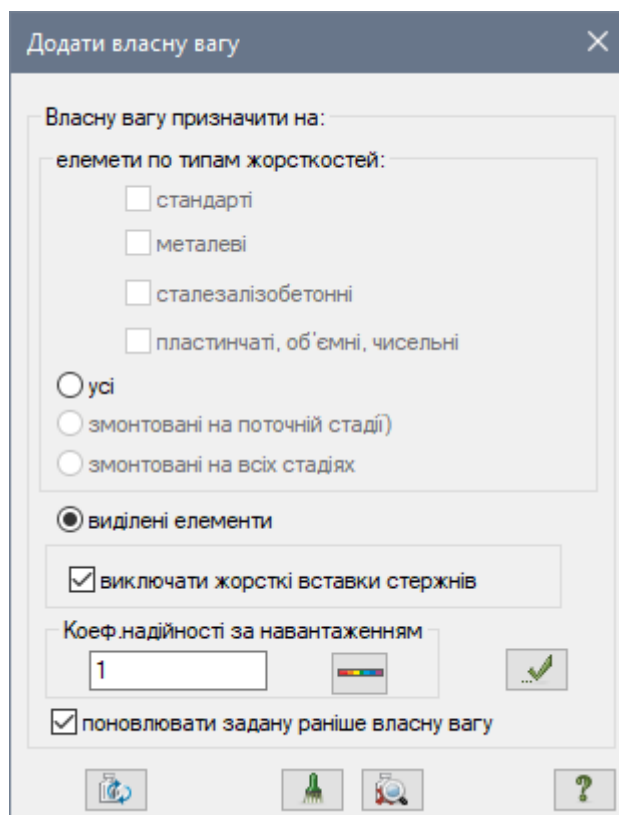 Додати власну вагу
Власну вагу призначити на:
елемети по типам жорсткостей:
стандарті
металеві
сталезалізобетонні
пластинчаті, об'ємні, чисельні
усі
змонтовані на поточній стадії)
змонтовані на всіх стадіях
виділені елементи
виключати жорсткі вставки стержнів
Коеф.надійності за навантаженням
1
поновлювати задану раніше власну вагу
?